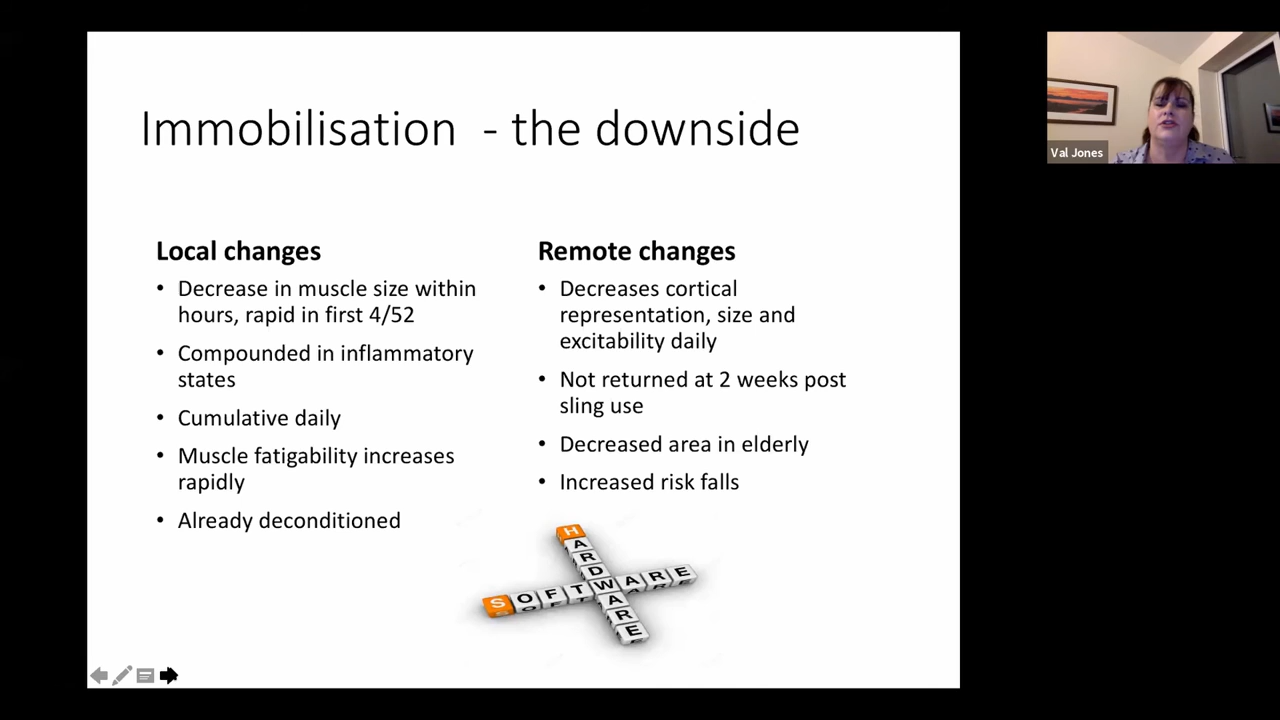 Immobilisation - the downside
Local changes
• Decrease in muscle size within
hours, rapid in first 4/52
• Compounded in inflammatory
states
• Cumulative daily
• Muscle fatigability increases
rapidly
• Already deconditioned
Remote changes
• Decreases cortical
representation, size and
excitability daily
• Not returned at 2 weeks post
sling use
• Decreased area in elderly
• Increased risk falls
HARDWARE
SOFTWARE
Val Jones